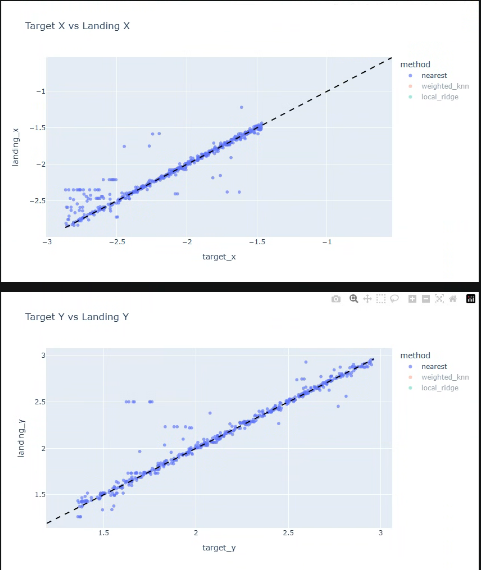 Target X vs Landing X
method
nearest
weighted_knn
local_ridge
landing_x
−1
−1.5
−2
−2.5
−3
−2.5
−2
−1.5
−1
target_x
Target Y vs Landing Y
method
nearest
weighted_knn
local_ridge
landing_y
3
2.5
2
1.5
1.5
2
2.5
3
target_y